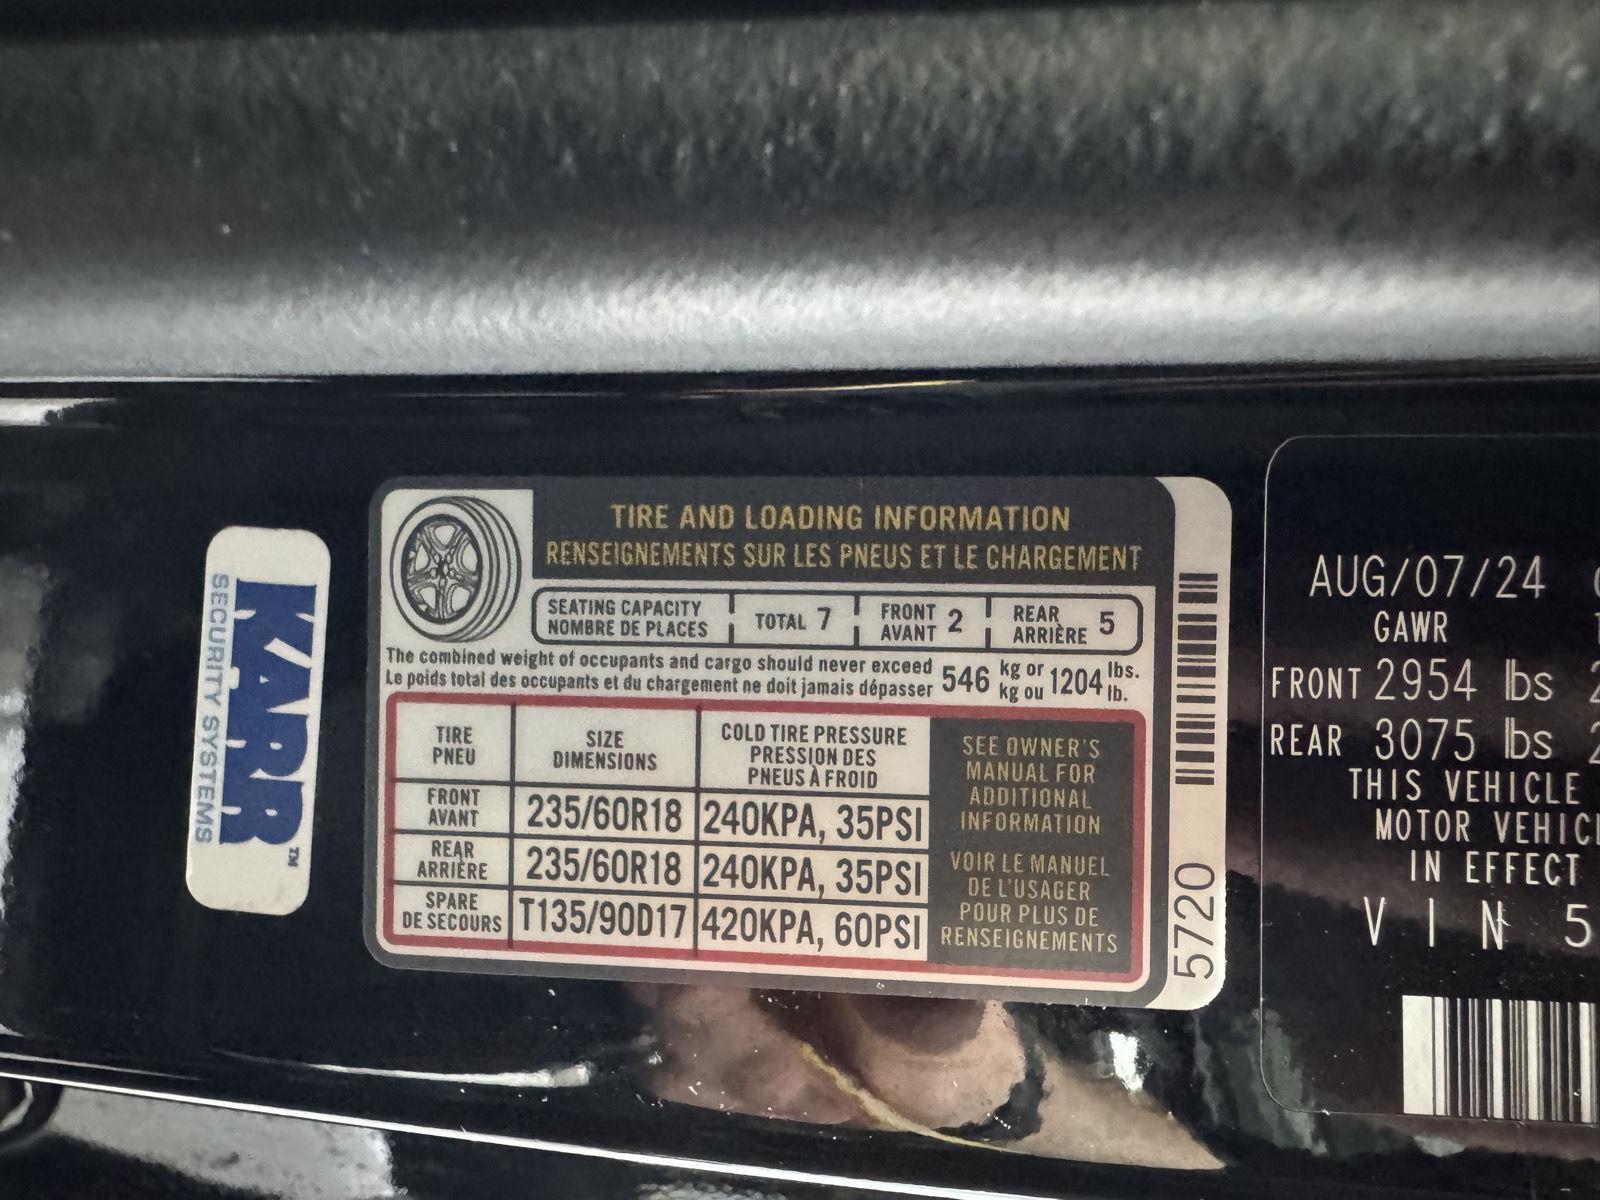 KARR™
SECURITY SYSTEMS
TIRE AND LOADING INFORMATION
RENSEIGNEMENTS SUR LES PNEUS ET LE CHARGEMENT
SEATING CAPACITY
NOMBRE DE PLACES
TOTAL 7
FRONT
AVANT 2
REAR
ARRIÈRE 5
The combined weight of occupants and cargo should never exceed 546 kg or 1204 lbs.
Le poids total des occupants et du chargement ne doit jamais dépasser kg ou lb.
TIRE
PNEU
SIZE
DIMENSIONS
COLD TIRE PRESSURE
PRESSION DES
PNEUS À FROID
FRONT
AVANT
235/60R18
240KPA, 35PSI
REAR
ARRIÈRE
235/60R18
240KPA, 35PSI
SPARE
DE SECOURS
T135/90D17
420KPA, 60PSI
SEE OWNER'S
MANUAL FOR
ADDITIONAL
INFORMATION
VOIR LE MANUEL
DE L'USAGER
POUR PLUS DE
RENSEIGNEMENTS
5720
AUG/07/24
GAWR
FRONT 2954 lbs
REAR 3075 lbs
THIS VEHICLE
MOTOR VEHIC
IN EFFECT
VIN 5